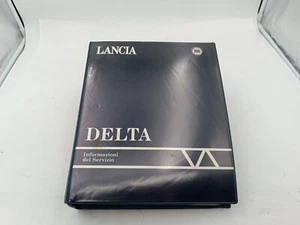 LANCIA
DELTA
Informazioni
del Servizio